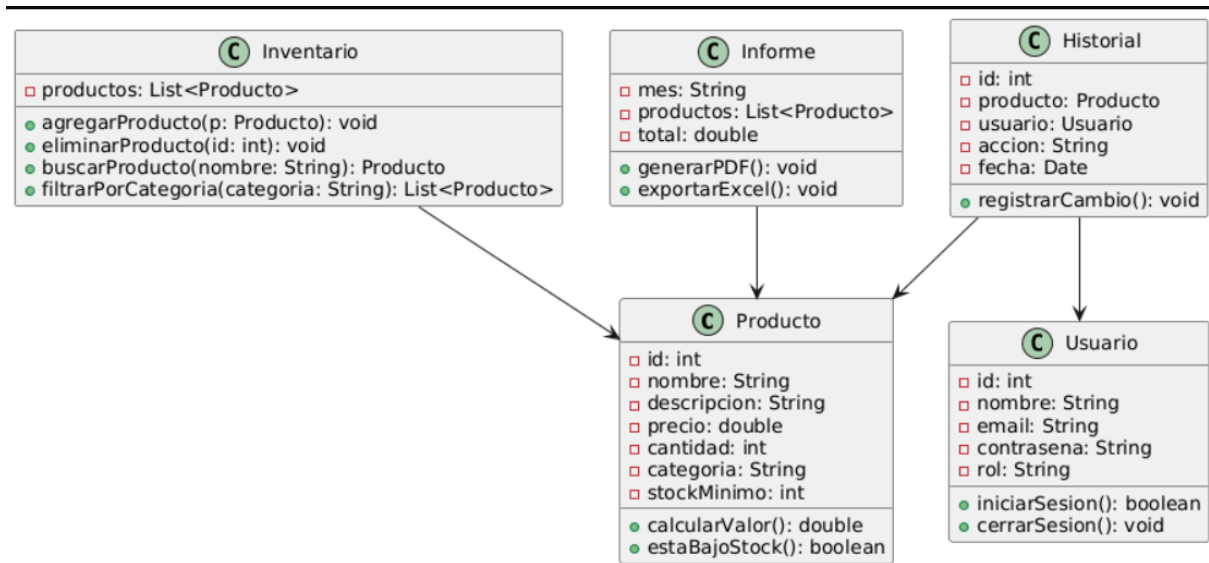 C Inventario
productos: List<Producto>
agregarProducto(p: Producto): void
eliminarProducto(id: int): void
buscarProducto(nombre: String): Producto
filtrarPorCategoria(categoria: String): List<Producto>
C Informe
mes: String
productos: List<Producto>
total: double
generarPDF(): void
exportarExcel(): void
C Historial
id: int
producto: Producto
usuario: Usuario
accion: String
fecha: Date
registrarCambio(): void
C Producto
id: int
nombre: String
descripcion: String
precio: double
cantidad: int
categoria: String
stockMinimo: int
calcularValor(): double
estaBajoStock(): boolean
C Usuario
id: int
nombre: String
email: String
contrasena: String
rol: String
iniciarSesion(): boolean
cerrarSesion(): void